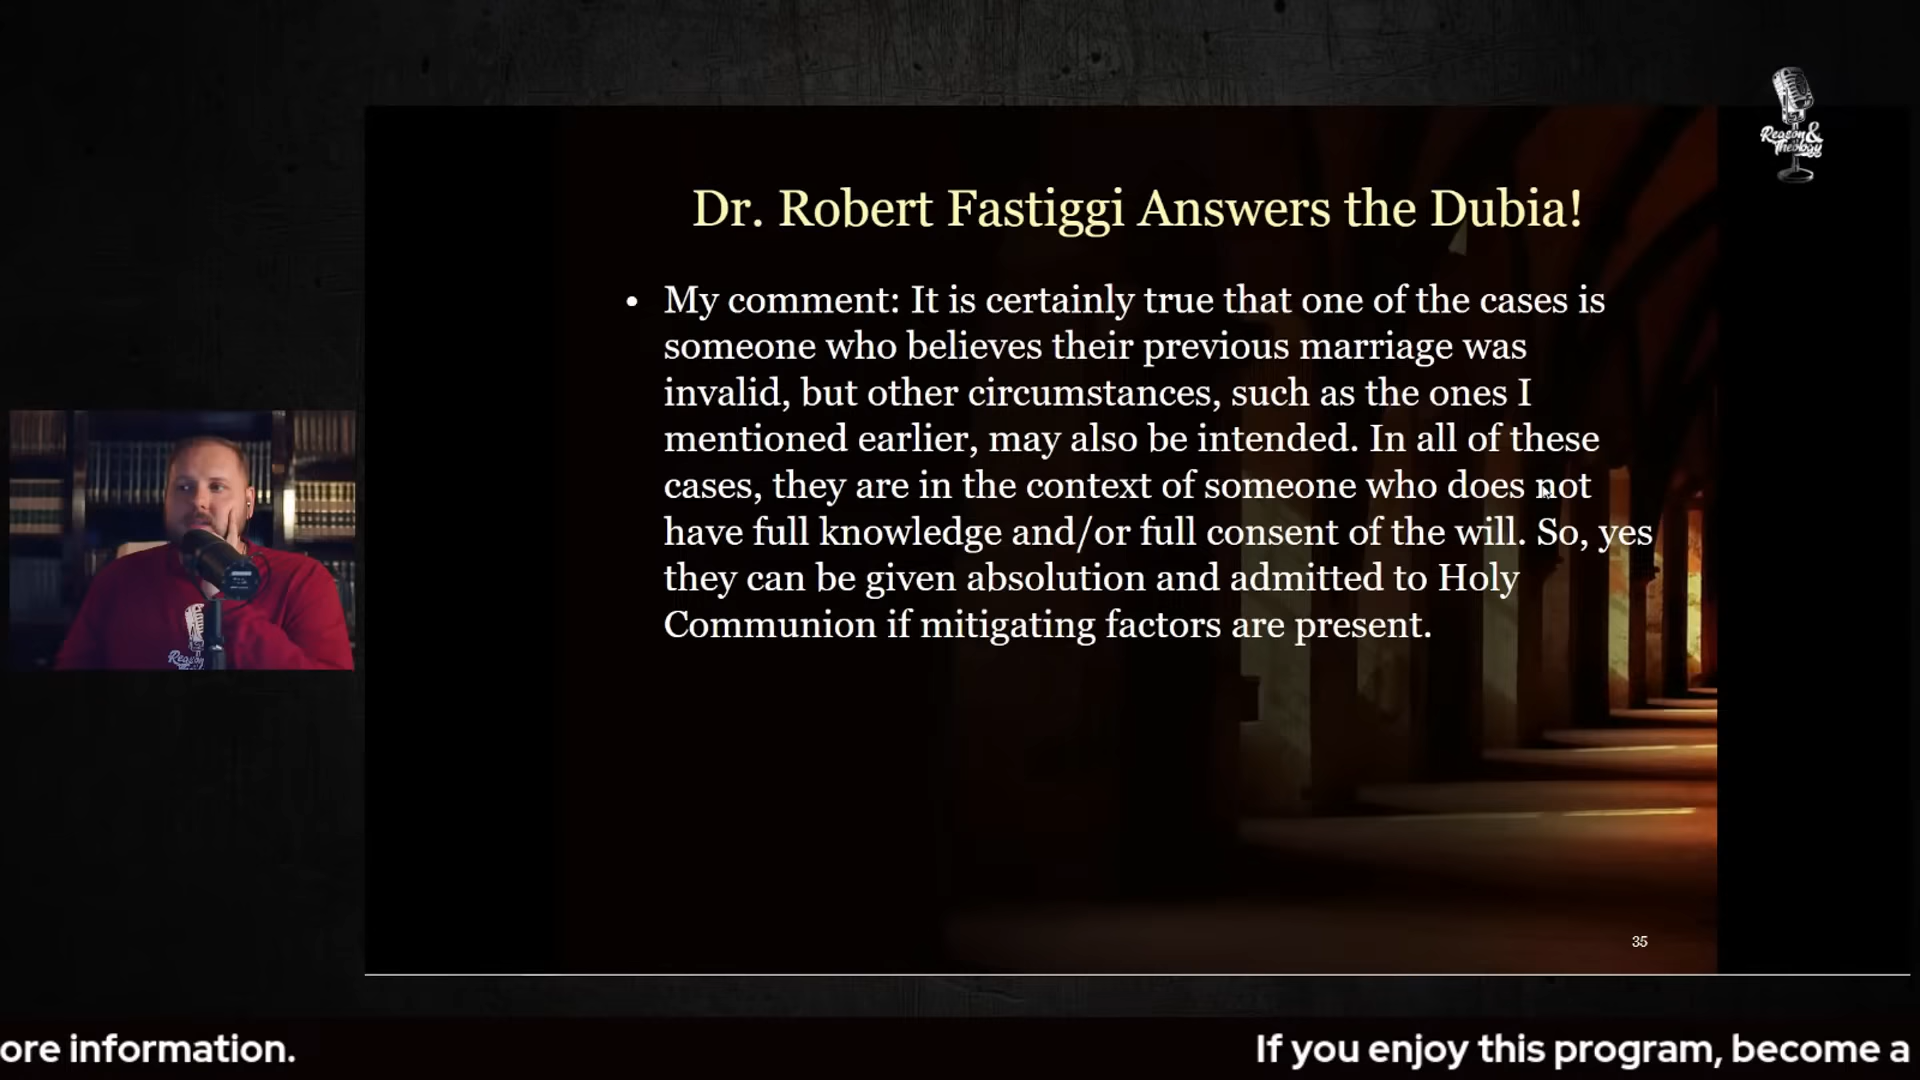 Reason &
Theology
Dr. Robert Fastiggi Answers the Dubia!
• My comment: It is certainly true that one of the cases is
someone who believes their previous marriage was
invalid, but other circumstances, such as the ones I
mentioned earlier, may also be intended. In all of these
cases, they are in the context of someone who does not
have full knowledge and/or full consent of the will. So, yes
they can be given absolution and admitted to Holy
Communion if mitigating factors are present.
Reason
35
ore information.
If you enjoy this program, become a